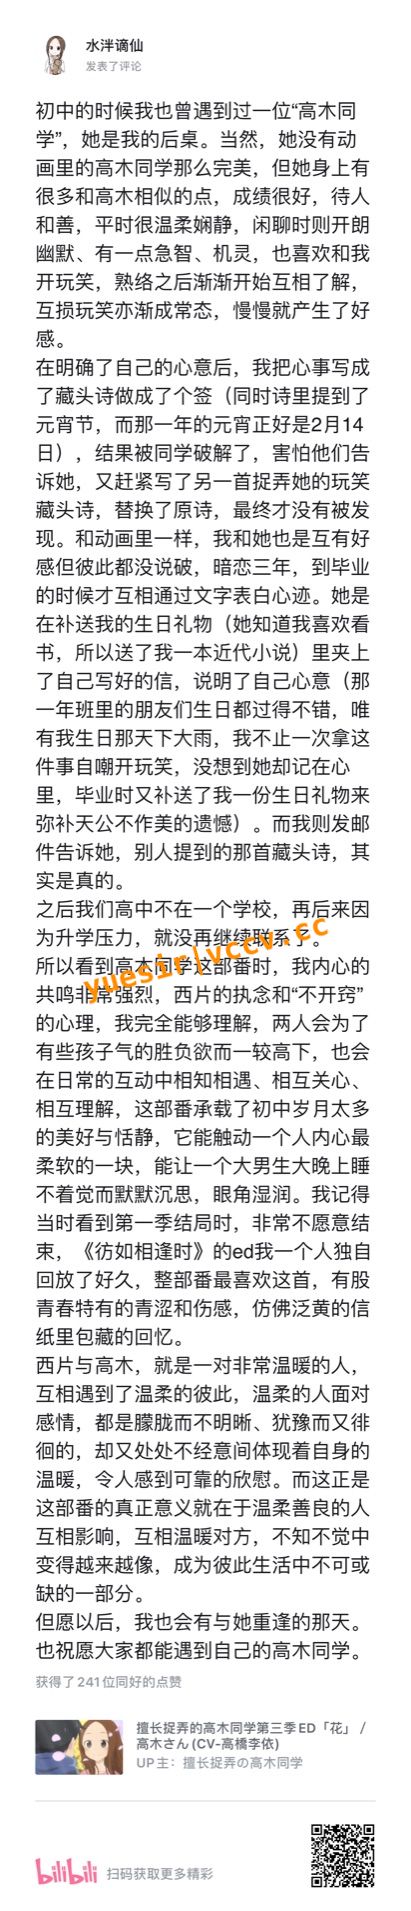 水泮谪仙
发表了评论
初中的时候我也曾遇到过一位“高木同
学”，她是我的后桌。当然，她没有动
画里的高木同学那么完美，但她身上有
很多和高木相似的点，成绩很好，待人
和善，平时很温柔娴静，闲聊时则开朗
幽默、有一点急智、机灵，也喜欢和我
开玩笑，熟络之后渐渐开始互相了解，
互损玩笑亦渐成常态，慢慢就产生了好
感。
在明确了自己的心意后，我把心事写成
了藏头诗做成了个签（同时诗里提到了
元宵节，而那一年的元宵正好是2月14
日），结果被同学破解了，害怕他们告
诉她，又赶紧写了另一首捉弄她的玩笑
藏头诗，替换了原诗，最终才没有被发
现。和动画里一样，我和她也是互有好
感但彼此都没说破，暗恋三年，到毕业
的时候才互相通过文字表白心迹。她是
在补送我的生日礼物（她知道我喜欢看
书，所以送了我一本近代小说）里夹上
了自己写好的信，说明了自己心意（那
一年班里的朋友们生日都过得不错，唯
有我生日那天下大雨，我不止一次拿这
件事自嘲开玩笑，没想到她却记在心
里，毕业时又补送了我一份生日礼物来
弥补天公不作美的遗憾）。而我则发邮
件告诉她，别人提到的那首藏头诗，其
实是真的。
之后我们高中不在一个学校，再后来因
为升学压力，就没再继续联系了。
yuesir|vccv.cc
所以看到高木同学这部番时，我内心的
共鸣非常强烈，西片的执念和“不开窍”
的心理，我完全能够理解，两人会为了
有些孩子气的胜负欲而一较高下，也会
在日常的互动中相知相遇、相互关心、
相互理解，这部番承载了初中岁月太多
的美好与恬静，它能触动一个人内心最
柔软的一块，能让一个大男生大晚上睡
不着觉而默默沉思，眼角湿润。我记得
当时看到第一季结局时，非常不愿意结
束，《彷如相逢时》的ed我一个人独自
回放了好久，整部番最喜欢这首，有股
青春特有的青涩和伤感，仿佛泛黄的信
纸里包藏的回忆。
西片与高木，就是一对非常温暖的人，
互相遇到了温柔的彼此，温柔的人面对
感情，都是朦胧而不明晰、犹豫而又徘
徊的，却又处处不经意间体现着自身的
温暖，令人感到可靠的欣慰。而这正是
这部番的真正意义就在于温柔善良的人
互相影响，互相温暖对方，不知不觉中
变得越来越像，成为彼此生活中不可或
缺的一部分。
但愿以后，我也会有与她重逢的那天。
也祝愿大家都能遇到自己的高木同学。
获得了241位同好的点赞
擅长捉弄的高木同学第三季ED「花」 /
高木さん(CV-高橋李依)
UP主：擅长捉弄の高木同学
bilibili 扫码获取更多精彩